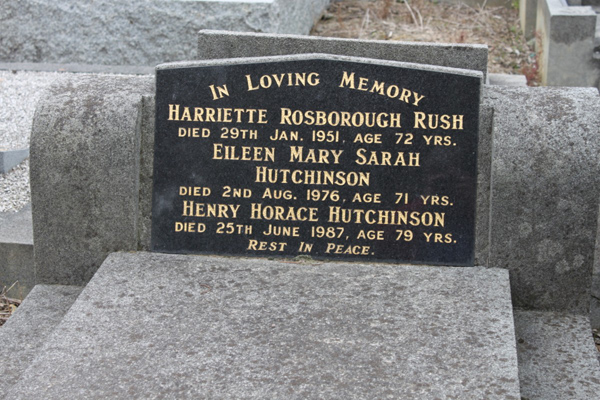 In Loving Memory
Harriette Rosborough Rush
DIED 29TH JAN. 1951, AGE 72 YRS.
Eileen Mary Sarah
Hutchinson
DIED 2ND AUG. 1976, AGE 71 YRS.
Henry Horace Hutchinson
DIED 25TH JUNE 1987, AGE 79 YRS.
Rest In Peace.